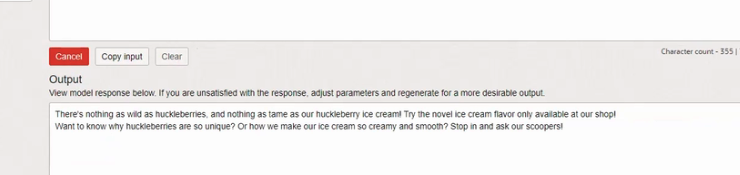 Cancel Copy input Clear Character count - 355 |
Output
View model response below. If you are unsatisfied with the response, adjust parameters and regenerate for a more desirable output.
There's nothing as wild as huckleberries, and nothing as tame as our huckleberry ice cream! Try the novel ice cream flavor only available at our shop!
Want to know why huckleberries are so unique? Or how we make our ice cream so creamy and smooth? Stop in and ask our scoopers!